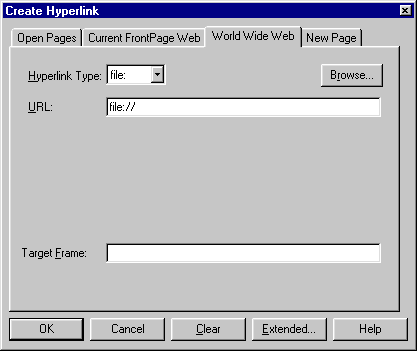 Create Hyperlink
Open Pages Current FrontPage Web World Wide Web New Page
Hyperlink Type: file: Browse...
URL: file://
Target Frame:
OK Cancel Clear Extended... Help